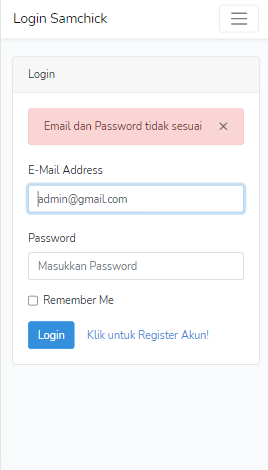 Login Samchick
Login
Email dan Password tidak sesuai ×
E-Mail Address
admin@gmail.com
Password
Masukkan Password
Remember Me
Login Klik untuk Register Akun!